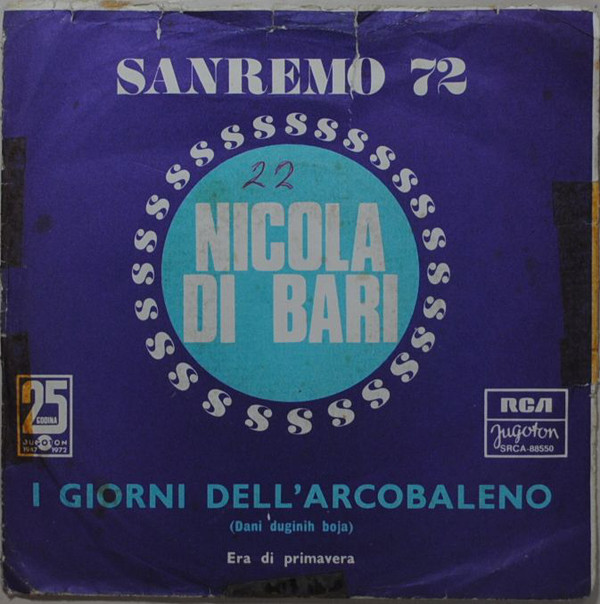 SANREMO 72
22
NICOLA
DI BARI
25
GODINA
JUGOTON
1947 1972
RCA
Jugoton
SRCA-88550
I GIORNI DELL'ARCOBALENO
(Dani duginih boja)
Era di primavera